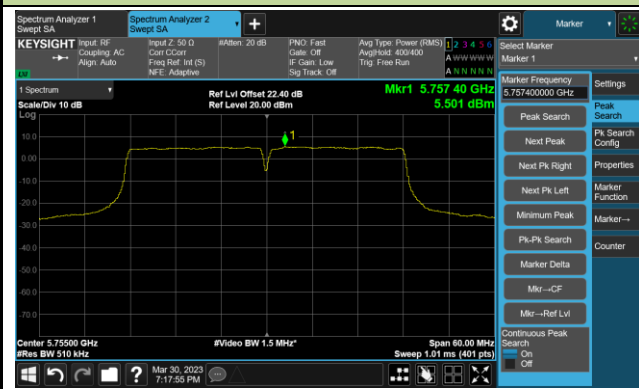 Spectrum Analyzer 1
Swept SA
Spectrum Analyzer 2
Swept SA
Marker
KEYSIGHT
Input: RF
Coupling: AC
Align: Auto
Input Z: 50 Ω
Corr CCorr
Freq Ref: Int (S)
NFE: Adaptive
#Atten: 20 dB
PNO: Fast
Gate: Off
IF Gain: Low
Sig Track: Off
Avg Type: Power (RMS)
Avg|Hold: 400/400
Trig: Free Run
1 2 3 4 5 6
A W W W W W
A N N N N N
Select Marker
Marker 1
LXI
1 Spectrum
Scale/Div 10 dB
Log
Ref Lvl Offset 22.40 dB
Ref Level 20.00 dBm
Mkr1 5.757 40 GHz
5.501 dBm
1
10.0
0.00
-10.0
-20.0
-30.0
-40.0
-50.0
-60.0
-70.0
Center 5.75500 GHz
#Res BW 510 kHz
#Video BW 1.5 MHz*
Span 60.00 MHz
Sweep 1.01 ms (401 pts)
Marker Frequency
5.757400000 GHz
Peak Search
Next Peak
Next Pk Right
Next Pk Left
Minimum Peak
Pk-Pk Search
Marker Delta
Mkr→CF
Mkr→Ref Lvl
Continuous Peak
Search
On
Off
Settings
Peak
Search
Pk Search
Config
Properties
Marker
Function
Marker→
Counter
?
Mar 30, 2023
7:17:55 PM